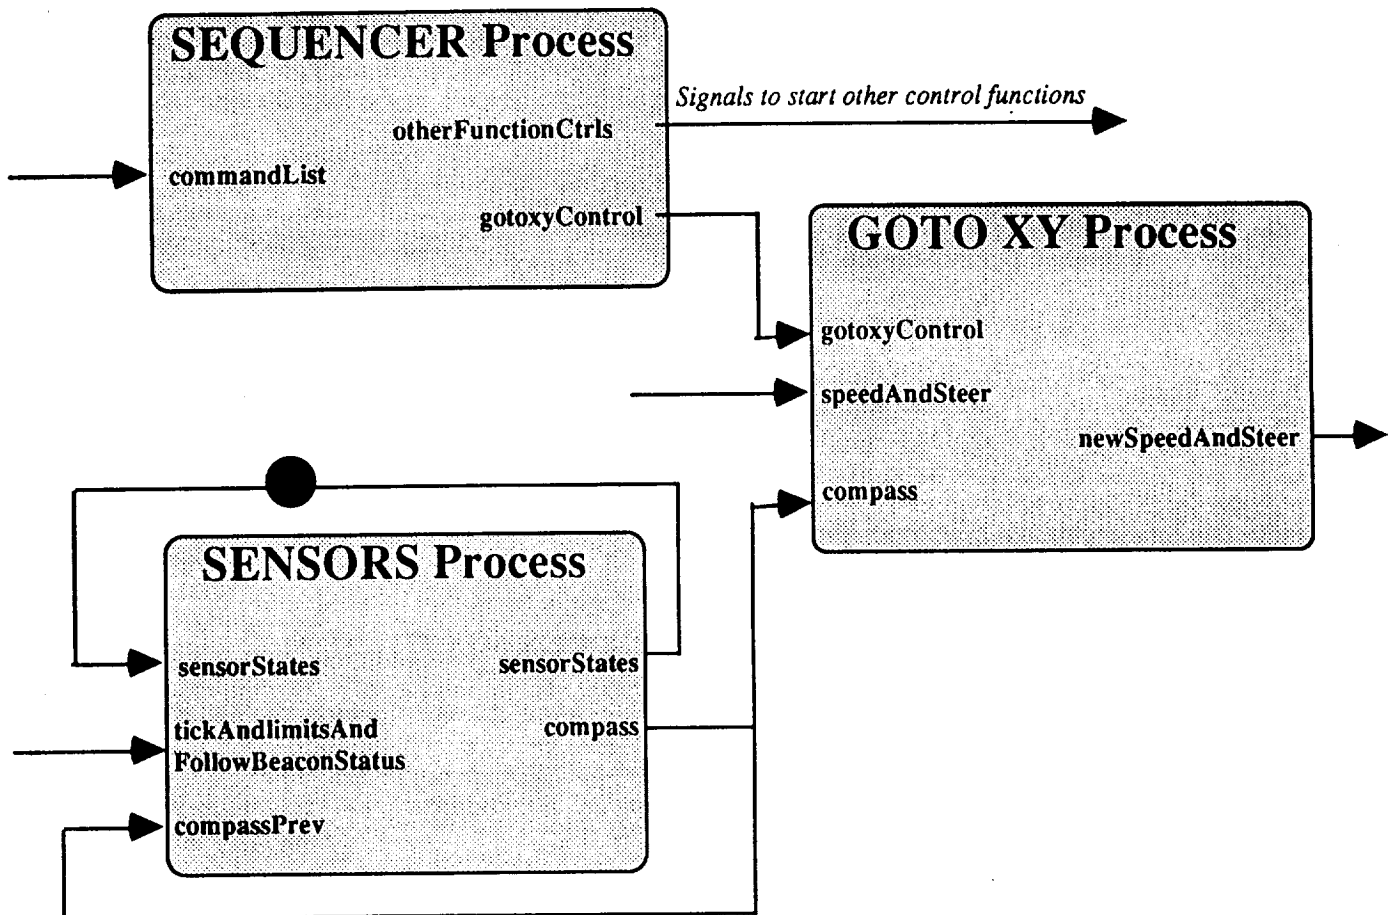 SEQUENCER Process
Signals to start other control functions
otherFunctionCtrls
commandList
gotoxyControl
GOTO XY Process
gotoxyControl
speedAndSteer
newSpeedAndSteer
compass
SENSORS Process
sensorStates
sensorStates
tickAndlimitsAnd
FollowBeaconStatus
compass
compassPrev